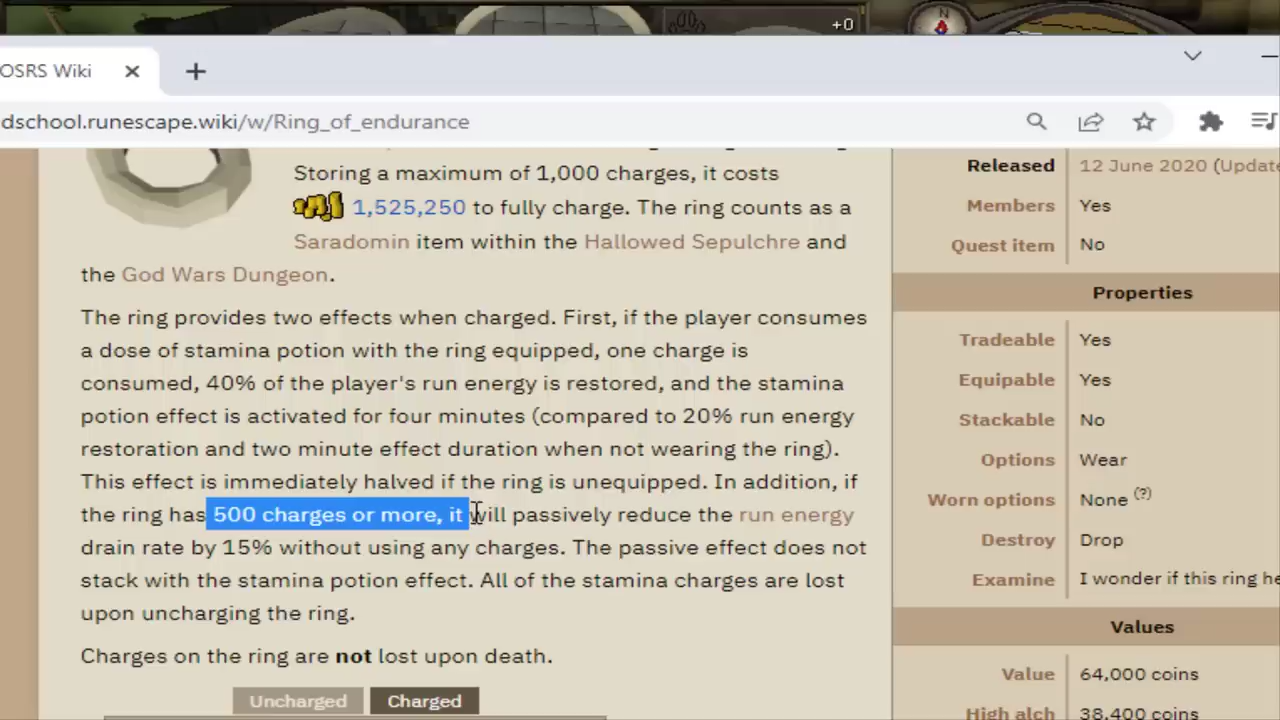 +0
N
OSRS Wiki
dschool.runescape.wiki/w/Ring_of_endurance
Storing a maximum of 1,000 charges, it costs
1,525,250 to fully charge. The ring counts as a
Saradomin item within the Hallowed Sepulchre and
the God Wars Dungeon.
The ring provides two effects when charged. First, if the player consumes
a dose of stamina potion with the ring equipped, one charge is
consumed, 40% of the player's run energy is restored, and the stamina
potion effect is activated for four minutes (compared to 20% run energy
restoration and two minute effect duration when not wearing the ring).
This effect is immediately halved if the ring is unequipped. In addition, if
the ring has 500 charges or more, it will passively reduce the run energy
drain rate by 15% without using any charges. The passive effect does not
stack with the stamina potion effect. All of the stamina charges are lost
upon uncharging the ring.
Charges on the ring are not lost upon death.
Uncharged Charged
Released 12 June 2020 (Update
Members Yes
Quest item No
Properties
Tradeable Yes
Equipable Yes
Stackable No
Options Wear
Worn options None (?)
Destroy Drop
Examine I wonder if this ring he
Values
Value 64,000 coins
High alch 38,400 coins